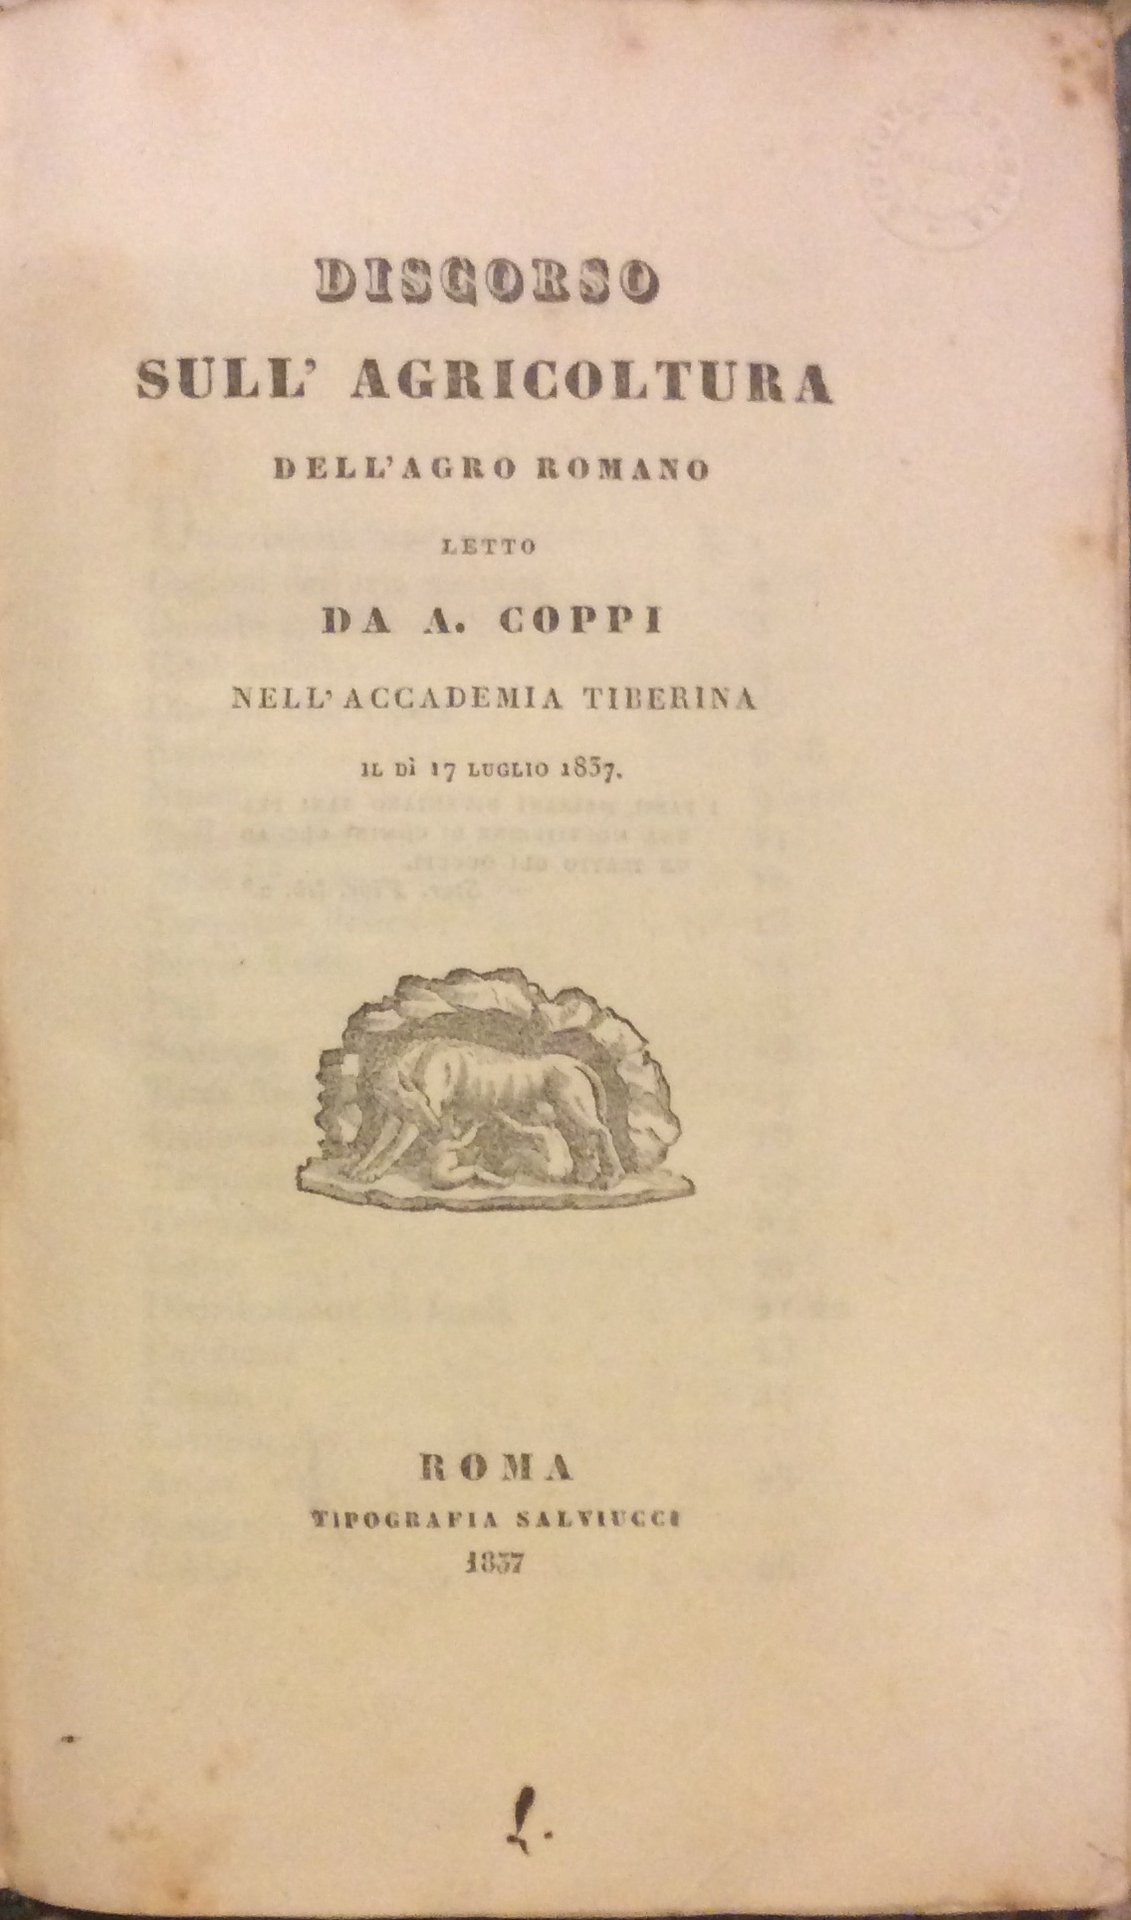 DISCORSO
SULL' AGRICOLTURA
DELL'AGRO ROMANO
LETTO
DA A. COPPI
NELL'ACCADEMIA TIBERINA
IL DÌ 17 LUGLIO 1837.
ROMA
TIPOGRAFIA SALVIUCCI
1837